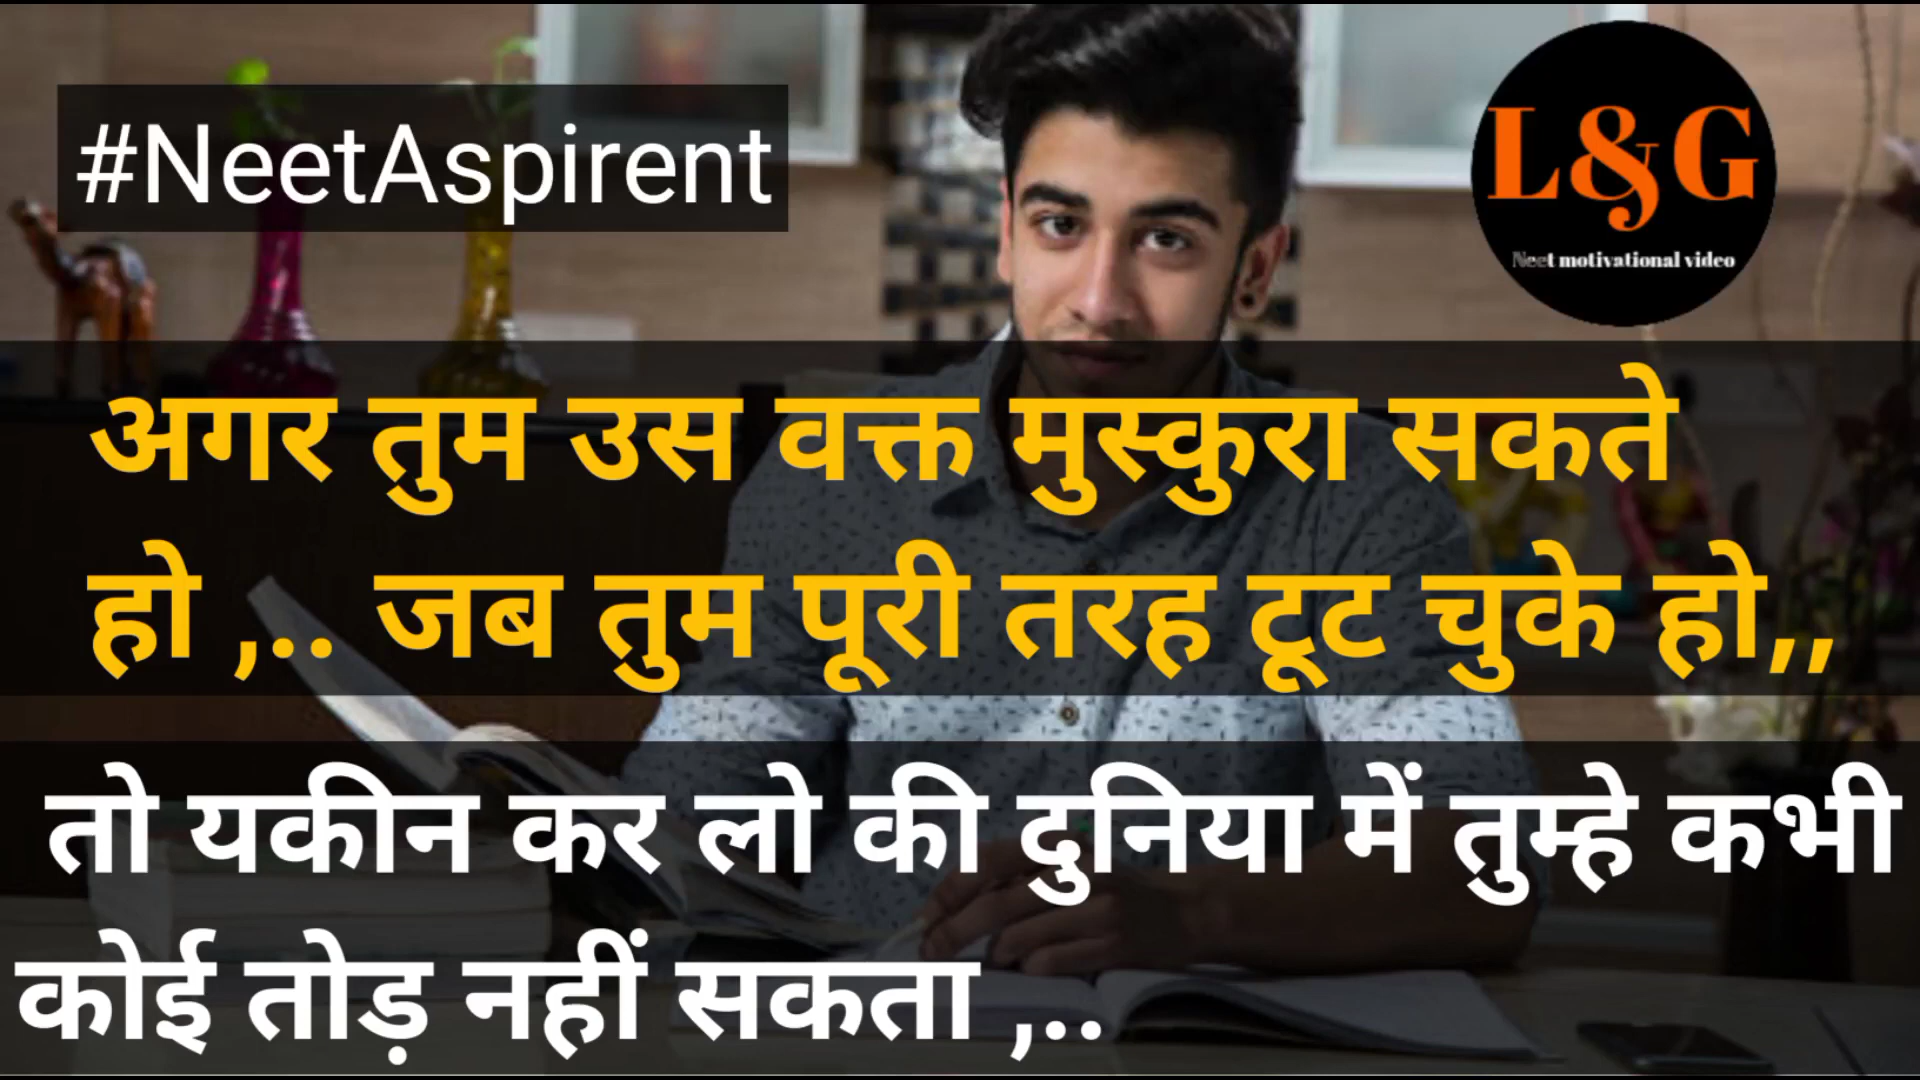 #NeetAspirent
L&G
Neet motivational video
अगर तुम उस वक्त मुस्कुरा सकते
हो ,.. जब तुम पूरी तरह टूट चुके हो,,
तो यकीन कर लो की दुनिया में तुम्हे कभी
कोई तोड़ नहीं सकता ,..